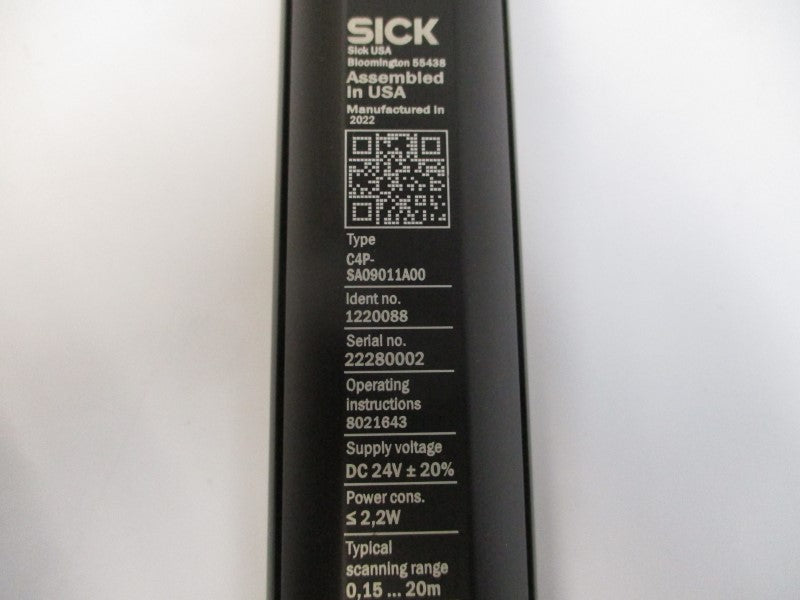 SICK
Sick USA
Bloomington 55438
Assembled
in USA
Manufactured in
2022
Type
C4P-
SA09011A00
Ident no.
1220088
Serial no.
22280002
Operating
instructions
8021643
Supply voltage
DC 24V ± 20%
Power cons.
≤ 2,2W
Typical
scanning range
0,15 ... 20m